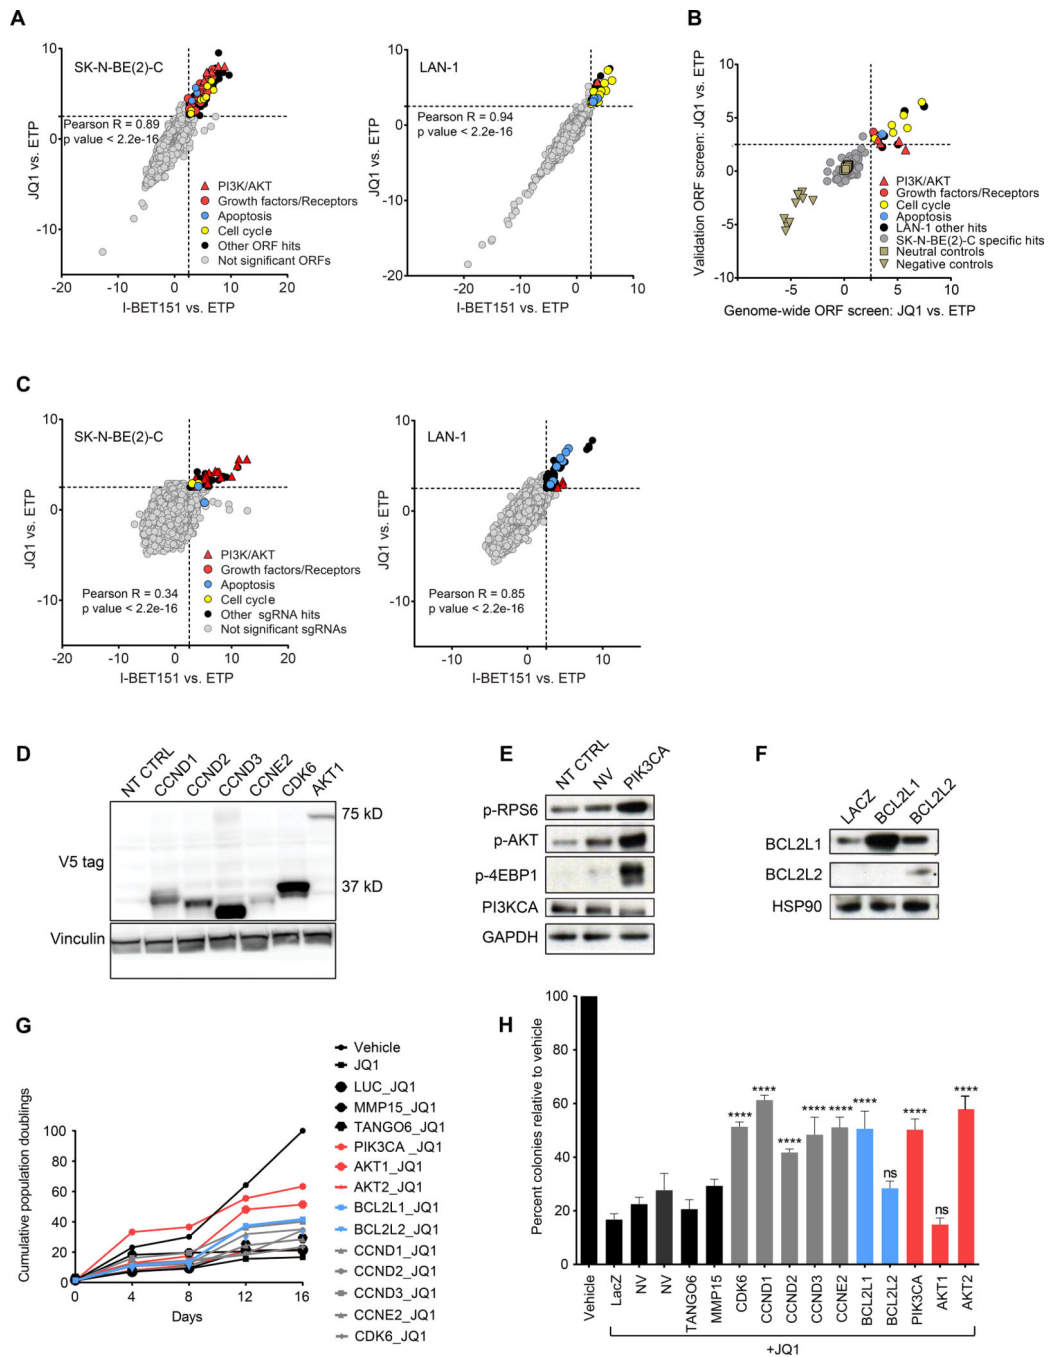 A
B
SK-N-BE(2)-C
Pearson R = 0.89
p value < 2.2e-16
PI3K/AKT
Growth factors/Receptors
Apoptosis
Cell cycle
Other ORF hits
Not significant ORFs
JQ1 vs. ETP
10
0
-10
-20
-10
0
10
20
I-BET151 vs. ETP
LAN-1
Pearson R = 0.94
p value < 2.2e-16
JQ1 vs. ETP
10
0
-10
-20
-20
-10
0
10
I-BET151 vs. ETP
Validation ORF screen: JQ1 vs. ETP
10
5
0
-5
-10
-5
0
5
10
PI3K/AKT
Growth factors/Receptors
Cell cycle
Apoptosis
LAN-1 other hits
SK-N-BE(2)-C specific hits
Neutral controls
Negative controls
Genome-wide ORF screen: JQ1 vs. ETP
C
SK-N-BE(2)-C
JQ1 vs. ETP
10
0
-10
-20
-10
0
10
20
Pearson R = 0.34
p value < 2.2e-16
PI3K/AKT
Growth factors/Receptors
Apoptosis
Cell cycle
Other sgRNA hits
Not significant sgRNAs
I-BET151 vs. ETP
LAN-1
JQ1 vs. ETP
10
0
-10
Pearson R = 0.85
p value < 2.2e-16
-10
0
10
I-BET151 vs. ETP
D
NT CTRL
CCND1
CCND2
CCND3
CCNE2
CDK6
AKT1
75 kD
V5 tag
37 kD
Vinculin
E
NT CTRL
NV
PIK3CA
p-RPS6
p-AKT
p-4EBP1
PI3KCA
GAPDH
F
LACZ
BCL2L1
BCL2L2
BCL2L1
BCL2L2
HSP90
G
Cumulative population doublings
100
80
60
40
20
0
0
4
8
12
16
Days
Vehicle
JQ1
LUC_JQ1
MMP15_JQ1
TANGO6_JQ1
PIK3CA_JQ1
AKT1_JQ1
AKT2_JQ1
BCL2L1_JQ1
BCL2L2_JQ1
CCND1_JQ1
CCND2_JQ1
CCND3_JQ1
CCNE2_JQ1
CDK6_JQ1
H
Percent colonies relative to vehicle
100
80
60
40
20
0
****
****
****
****
****
****
ns
****
ns
****
Vehicle
LacZ
NV
NV
TANGO6
MMP15
CDK6
CCND1
CCND2
CCND3
CCNE2
BCL2L1
BCL2L2
PIK3CA
AKT1
AKT2
+JQ1